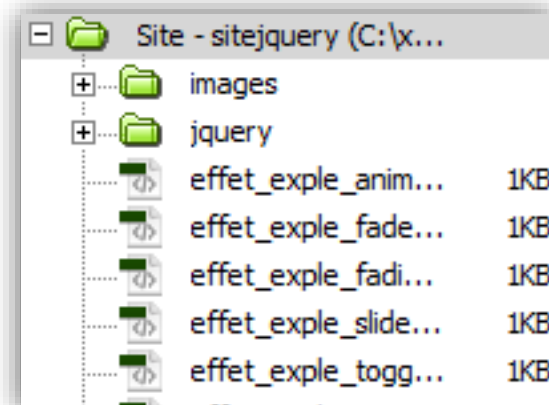 Site - sitejquery (C:\x...
images
jquery
effet_exple_anim... 1KB
effet_exple_fade... 1KB
effet_exple_fadi... 1KB
effet_exple_slide... 1KB
effet_exple_togg... 1KB